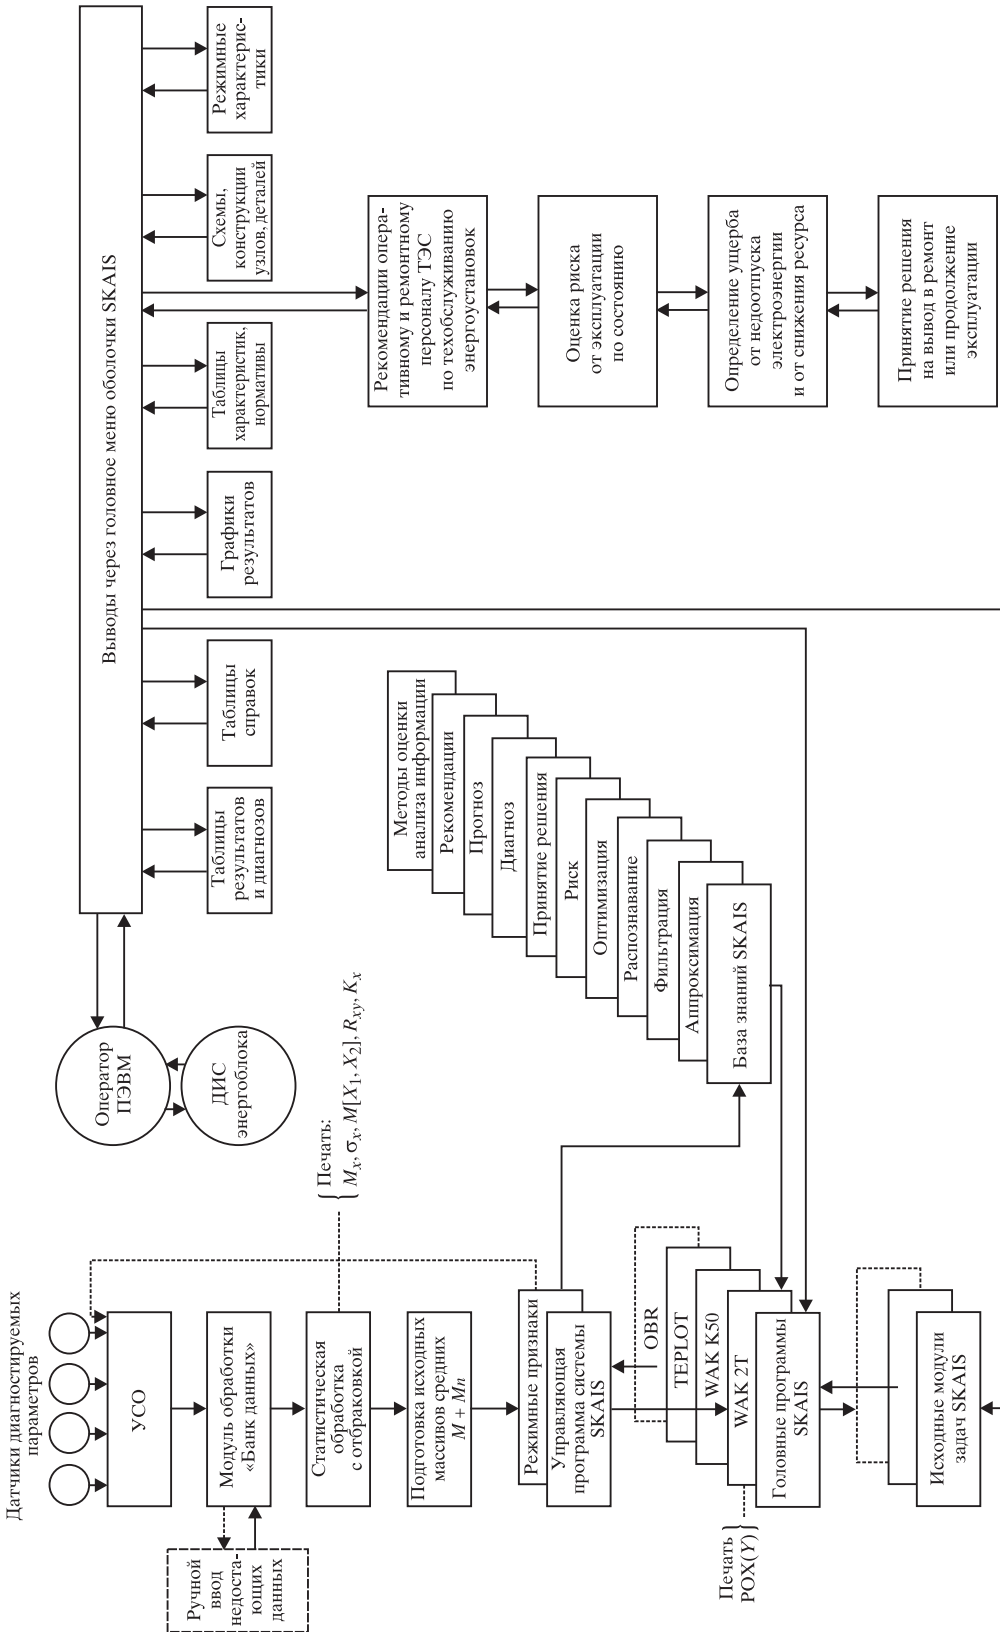 Датчики диагностируемых
параметров
УСО
Модуль обработки
«Банк данных»
Ручной
ввод
недоста-
ющих
данных
Статистическая
обработка
с отбраковкой
Печать:
Mx, σx, M[X1, X2], Rxy, Kx
Подготовка исходных
массивов средних
M + Mn
Режимные признаки
Управляющая
программа системы
SKAIS
OBR
TEPLOT
WAK K50
WAK 2T
Головные программы
SKAIS
Печать
POX(Y)
Исходные модули
задач SKAIS
Оператор
ПЭВМ
ДИС
энергоблока
Методы оценки
анализа информации
Рекомендации
Прогноз
Диагноз
Принятие решения
Риск
Оптимизация
Распознавание
Фильтрация
Аппроксимация
База знаний SKAIS
Выводы через головное меню оболочки SKAIS
Таблицы
результатов
и диагнозов
Таблицы
справок
Графики
результатов
Таблицы
характеристик,
нормативы
Схемы,
конструкции
узлов, деталей
Режимные
характерис-
тики
Рекомендации опера-
тивному и ремонтному
персоналу ТЭС
по техобслуживанию
энергоустановок
Оценка риска
от эксплуатации
по состоянию
Определение ущерба
от недоотпуска
электроэнергии
и от снижения ресурса
Принятие решения
на вывод в ремонт
или продолжение
эксплуатации